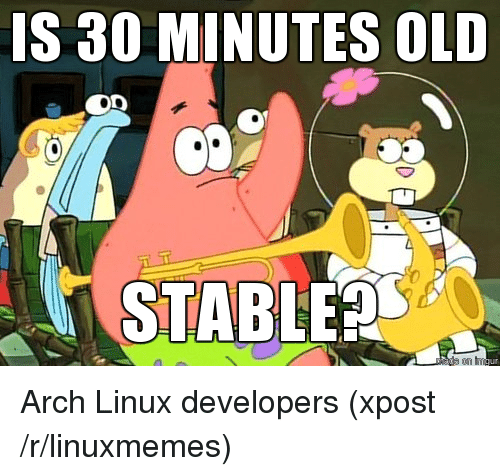 IS 30 MINUTES OLD
STABLE?
made on imgur
Arch Linux developers (xpost
/r/linuxmemes)